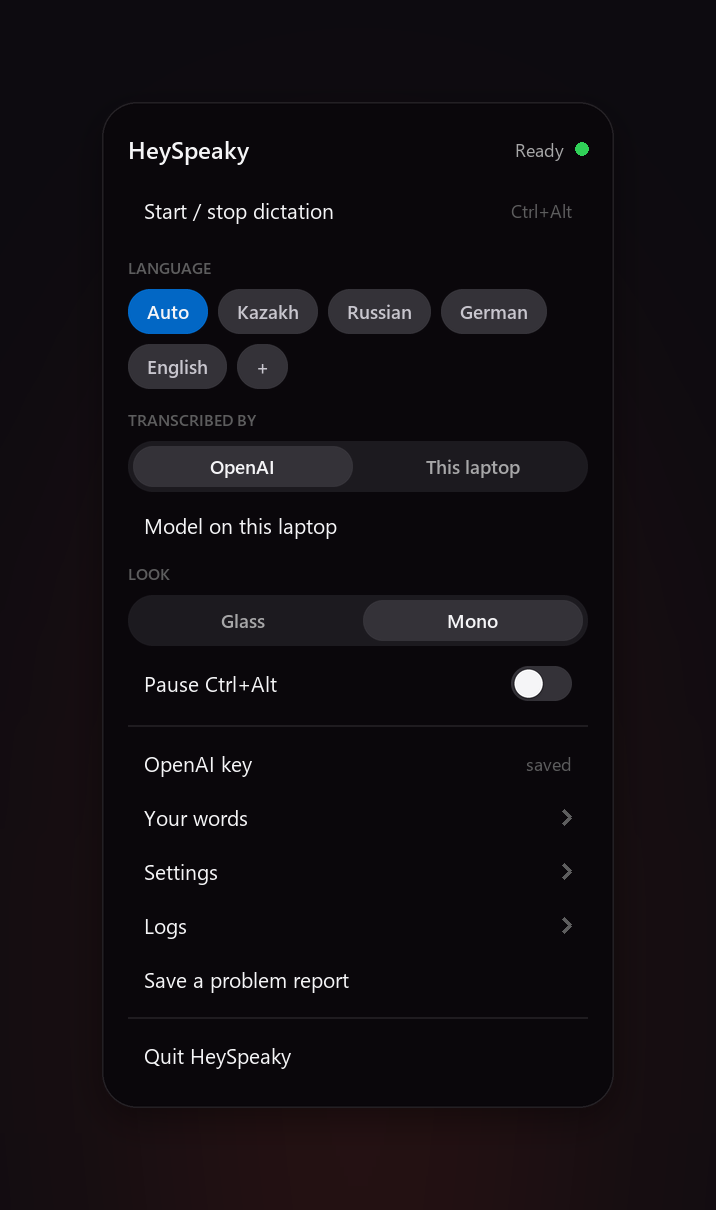 HeySpeaky Ready
Start / stop dictation Ctrl+Alt
LANGUAGE
Auto Kazakh Russian German
English +
TRANSCRIBED BY
OpenAI This laptop
Model on this laptop
LOOK
Glass Mono
Pause Ctrl+Alt
OpenAI key saved
Your words
Settings
Logs
Save a problem report
Quit HeySpeaky